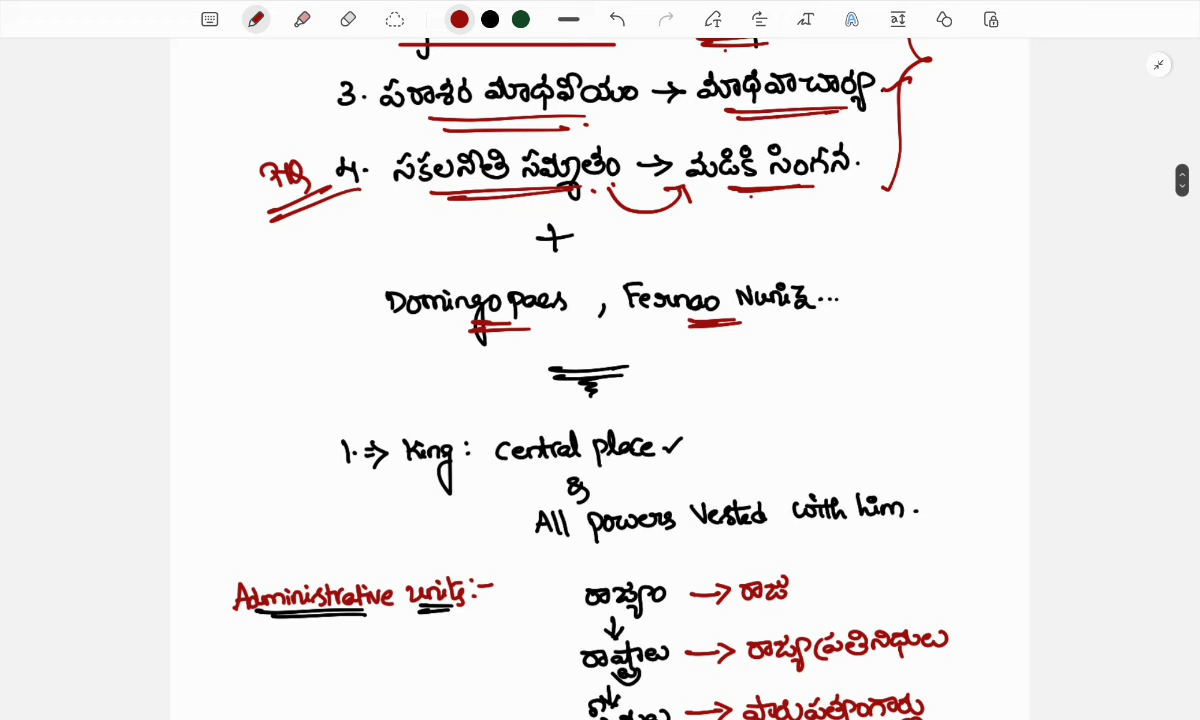 3. పరాశర మాధవీయం → మాధవాచార్య
4. సకలనీతి సమ్మతం → మడికి సింగన.
+
Domingo paes , Fernao Nuniz...
1. ⇒ King : Central place ✓
&
All powers Vested with him.
Administrative units :-
రాజ్యం → రాజు
↓
రాష్ట్రాలు → రాజ్యప్రతినిధులు
↓
→ పారుపత్యంగార్లు